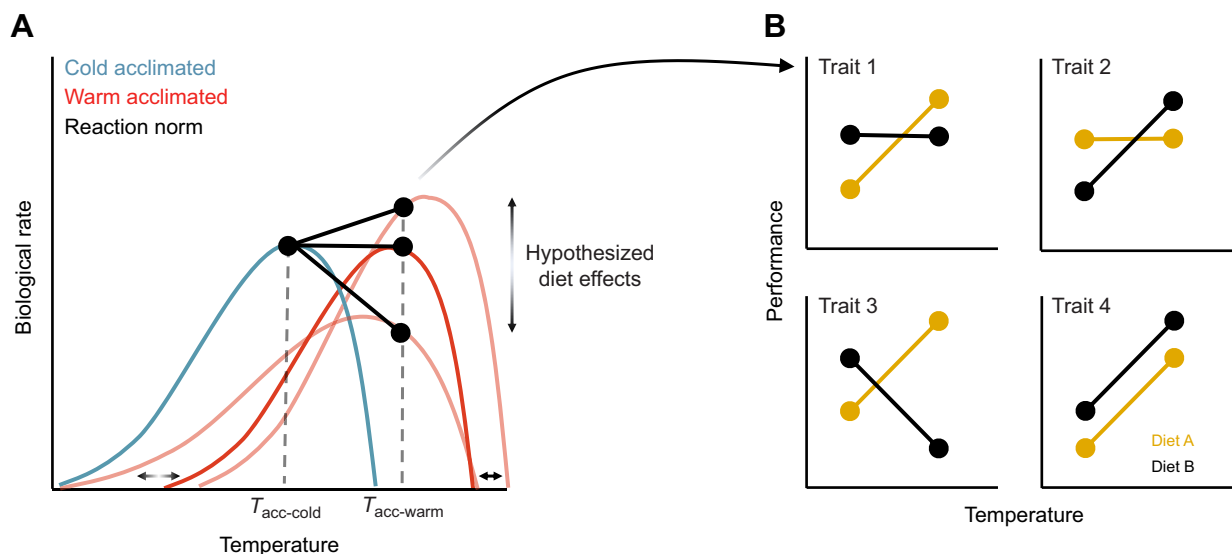 A
Cold acclimated
Warm acclimated
Reaction norm
Biological rate
Hypothesized
diet effects
Tacc-cold
Tacc-warm
Temperature
B
Trait 1
Trait 2
Performance
Trait 3
Trait 4
Diet A
Diet B
Temperature